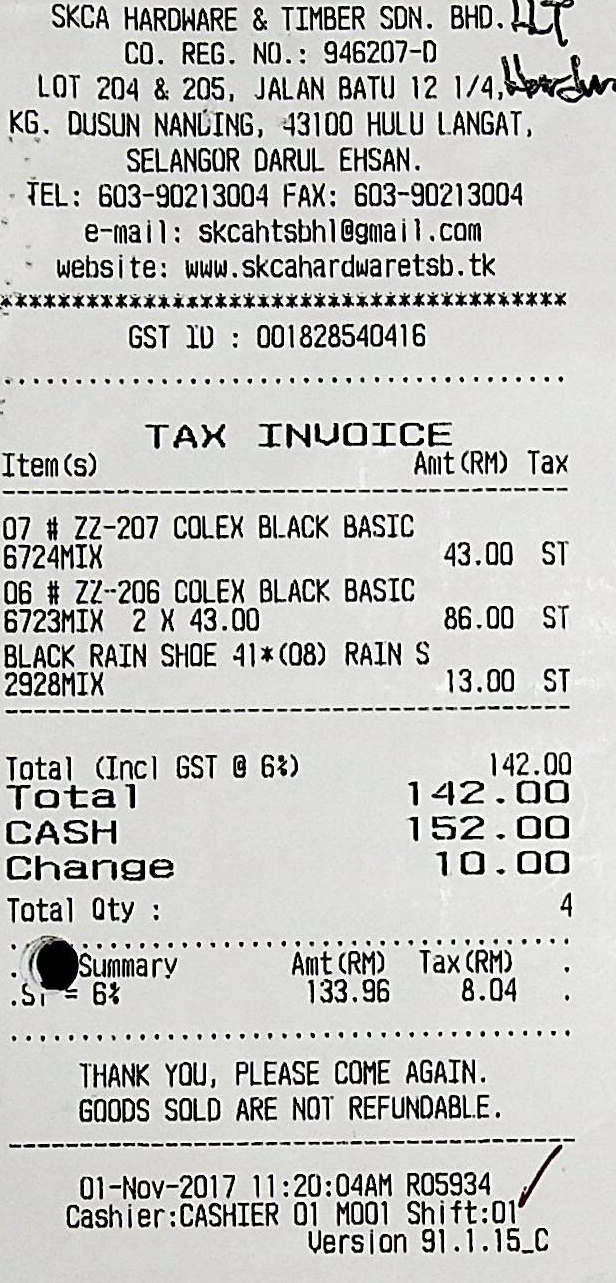 SKCA HARDWARE & TIMBER SDN. BHD.
CO. REG. NO.: 946207-D
LOT 204 & 205, JALAN BATU 12 1/4,
KG. DUSUN NANDING, 43100 HULU LANGAT,
SELANGOR DARUL EHSAN.
TEL: 603-90213004 FAX: 603-90213004
e-mail: skcahtsbhl@gmail.com
website: www.skcahardwaretsb.tk
****************************************
GST ID : 001828540416
TAX INVOICE
Item(s) Amt(RM) Tax
07 # ZZ-207 COLEX BLACK BASIC
6724MIX 43.00 ST
06 # ZZ-206 COLEX BLACK BASIC
6723MIX 2 X 43.00 86.00 ST
BLACK RAIN SHOE 41*(08) RAIN S
2928MIX 13.00 ST
Total (Incl GST @ 6%) 142.00
Total 142.00
CASH 152.00
Change 10.00
Total Qty : 4
Summary Amt(RM) Tax(RM) .
.ST = 6% 133.96 8.04 .
THANK YOU, PLEASE COME AGAIN.
GOODS SOLD ARE NOT REFUNDABLE.
01-Nov-2017 11:20:04AM R05934
Cashier:CASHIER 01 M001 Shift:01
Version 91.1.15_C